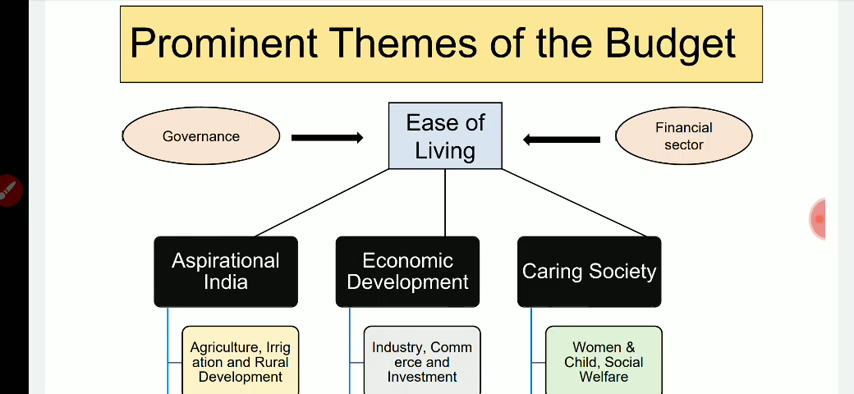 Prominent Themes of the Budget
Governance
Ease of
Living
Financial
sector
Aspirational
India
Economic
Development
Caring Society
Agriculture, Irrig
ation and Rural
Development
Industry, Comm
erce and
Investment
Women &
Child, Social
Welfare